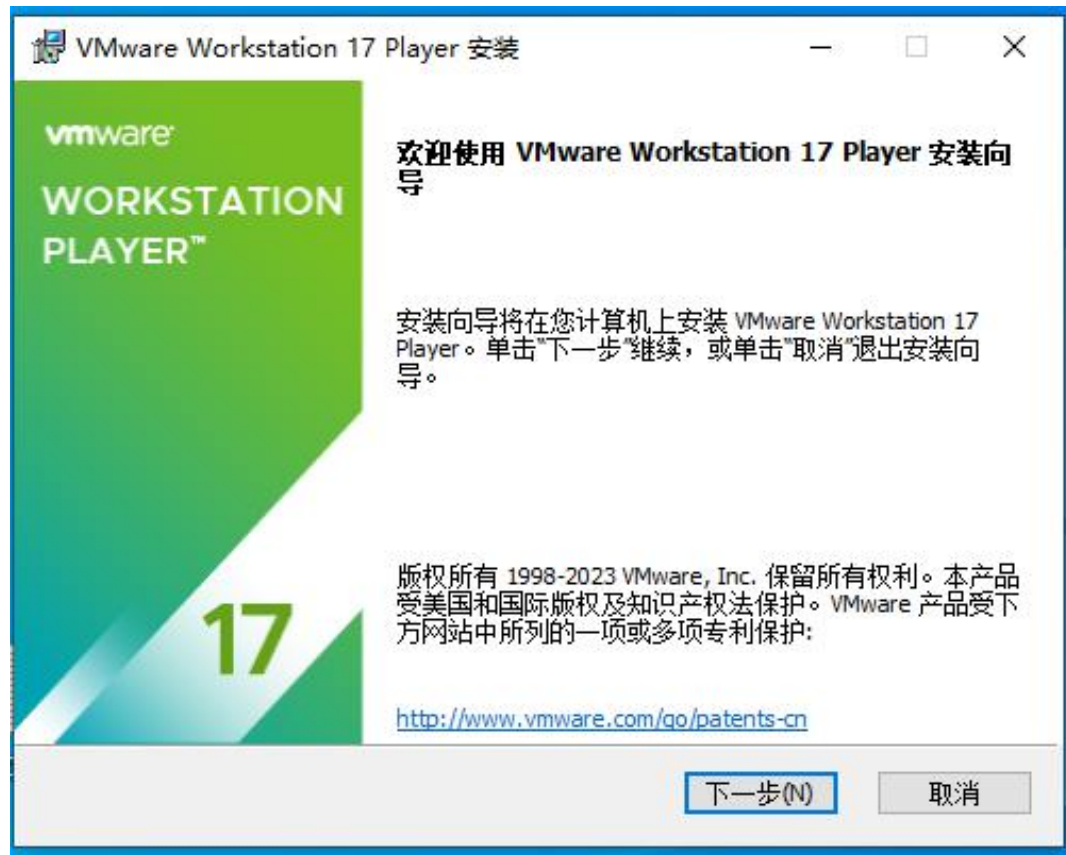 VMware Workstation 17 Player 安装
vmware
WORKSTATION
PLAYER™
17
欢迎使用 VMware Workstation 17 Player 安装向
导
安装向导将在您计算机上安装 VMware Workstation 17
Player。单击“下一步”继续，或单击“取消”退出安装向
导。
版权所有 1998-2023 VMware, Inc. 保留所有权利。本产品
受美国和国际版权及知识产权法保护。VMware 产品受下
方网站中所列的一项或多项专利保护:
http://www.vmware.com/go/patents-cn
下一步(N)
取消